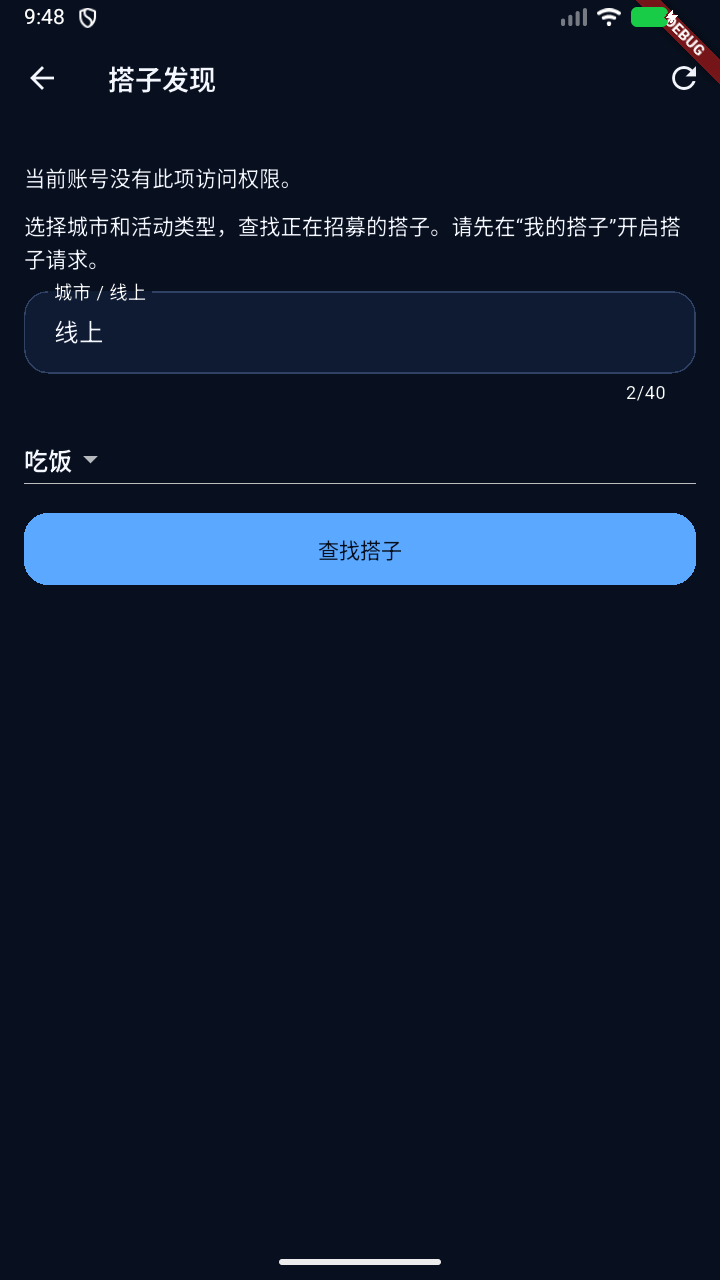 9:48
DEBUG
搭子发现
当前账号没有此项访问权限。
选择城市和活动类型，查找正在招募的搭子。请先在“我的搭子”开启搭
子请求。
城市 / 线上
线上
2/40
吃饭
查找搭子